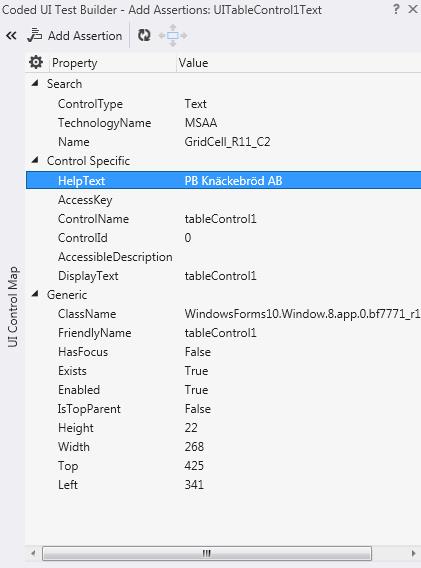 Coded UI Test Builder - Add Assertions: UITableControl1Text ? ×
« Add Assertion
Property Value
Search
ControlType Text
TechnologyName MSAA
Name GridCell_R11_C2
Control Specific
HelpText PB Knäckebröd AB
AccessKey
ControlName tableControl1
ControlId 0
AccessibleDescription
DisplayText tableControl1
Generic
ClassName WindowsForms10.Window.8.app.0.bf7771_r1
FriendlyName tableControl1
HasFocus False
Exists True
Enabled True
IsTopParent False
Height 22
Width 268
Top 425
Left 341
UI Control Map